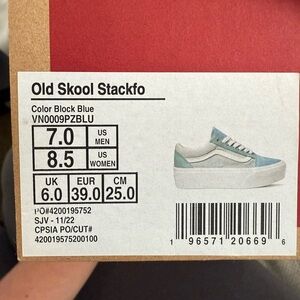 Old Skool Stackfo
Color Block Blue
VN0009PZBLU
7.0 US MEN
8.5 US WOMEN
UK EUR CM
6.0 39.0 25.0
PO#4200195752
SJV - 11/22
CPSIA PO/CUT#
420019575200100
1 96571 20669 6